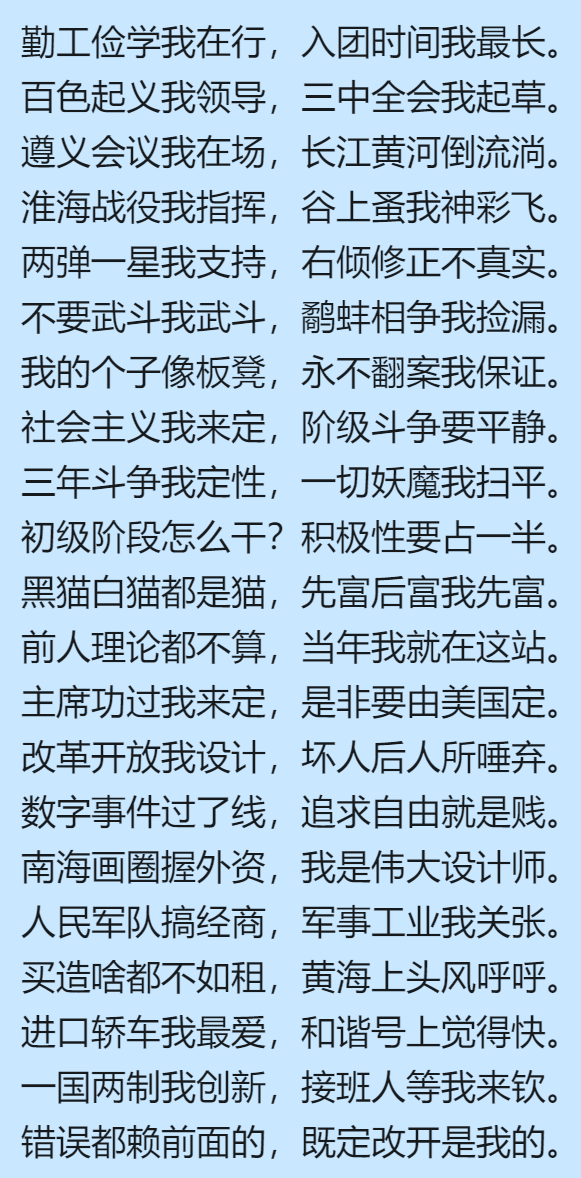 勤工俭学我在行，入团时间我最长。
百色起义我领导，三中全会我起草。
遵义会议我在场，长江黄河倒流淌。
淮海战役我指挥，谷上蚤我神彩飞。
两弹一星我支持，右倾修正不真实。
不要武斗我武斗，鹬蚌相争我捡漏。
我的个子像板凳，永不翻案我保证。
社会主义我来定，阶级斗争要平静。
三年斗争我定性，一切妖魔我扫平。
初级阶段怎么干？积极性要占一半。
黑猫白猫都是猫，先富后富我先富。
前人理论都不算，当年我就在这站。
主席功过我来定，是非要由美国定。
改革开放我设计，坏人后人所唾弃。
数字事件过了线，追求自由就是贱。
南海画圈握外资，我是伟大设计师。
人民军队搞经商，军事工业我关张。
买造啥都不如租，黄海上头风呼呼。
进口轿车我最爱，和谐号上觉得快。
一国两制我创新，接班人等我来钦。
错误都赖前面的，既定改开是我的。